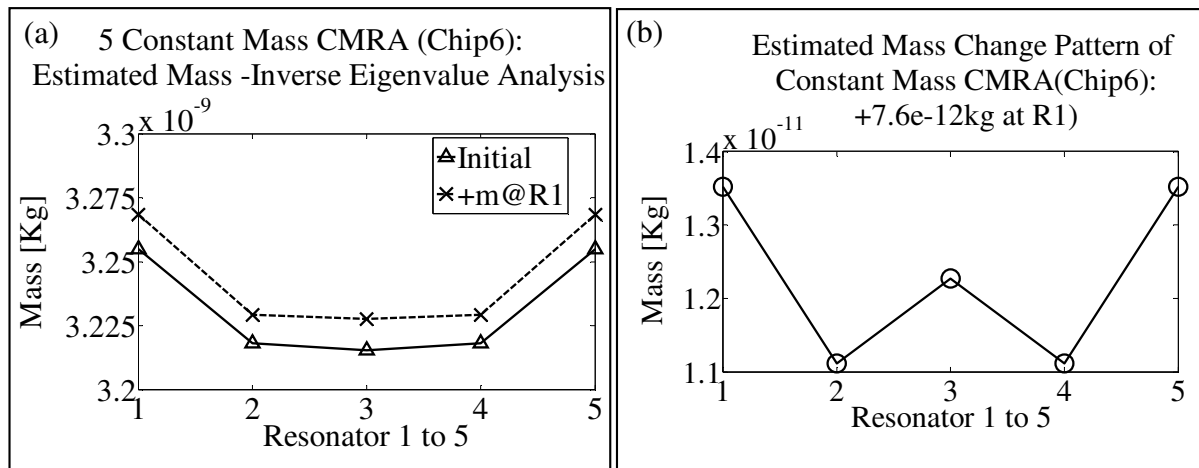 (a)
5 Constant Mass CMRA (Chip6):
Estimated Mass -Inverse Eigenvalue Analysis
x 10^-9
3.3
3.275
3.25
3.225
3.2
Mass [Kg]
Initial
+m@R1
1 2 3 4 5
Resonator 1 to 5
(b)
Estimated Mass Change Pattern of
Constant Mass CMRA(Chip6):
+7.6e-12kg at R1)
x 10^-11
1.4
1.3
1.2
1.1
Mass [Kg]
1 2 3 4 5
Resonator 1 to 5